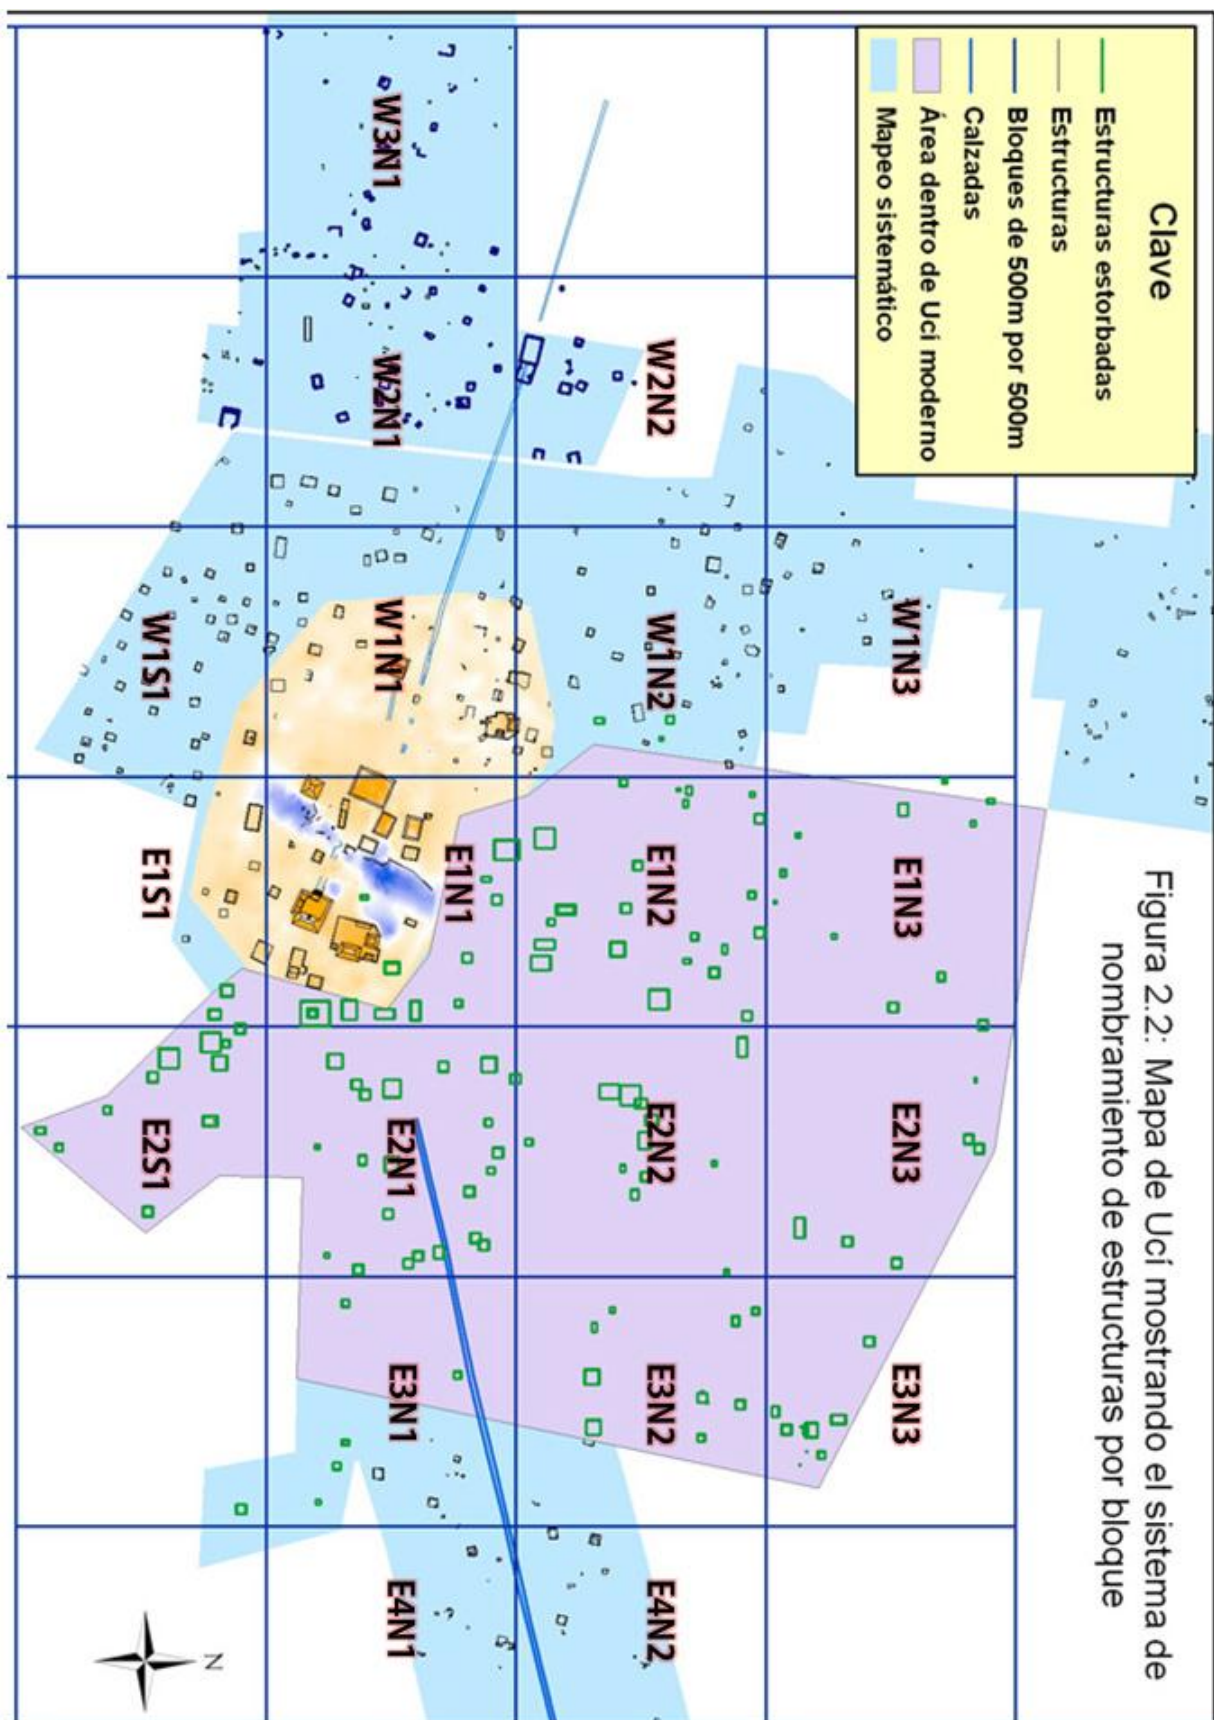 Figura 2.2: Mapa de Ucí mostrando el sistema de
nombramiento de estructuras por bloque
Clave
Estructuras estorbadas
Estructuras
Bloques de 500m por 500m
Calzadas
Área dentro de Ucí moderno
Mapeo sistemático
W1N3
E1N3
E2N3
E3N3
W2N2
W1N2
E1N2
E2N2
E3N2
E4N2
W3N1
W2N1
W1N1
E1N1
E2N1
E3N1
E4N1
W1S1
E1S1
E2S1
N